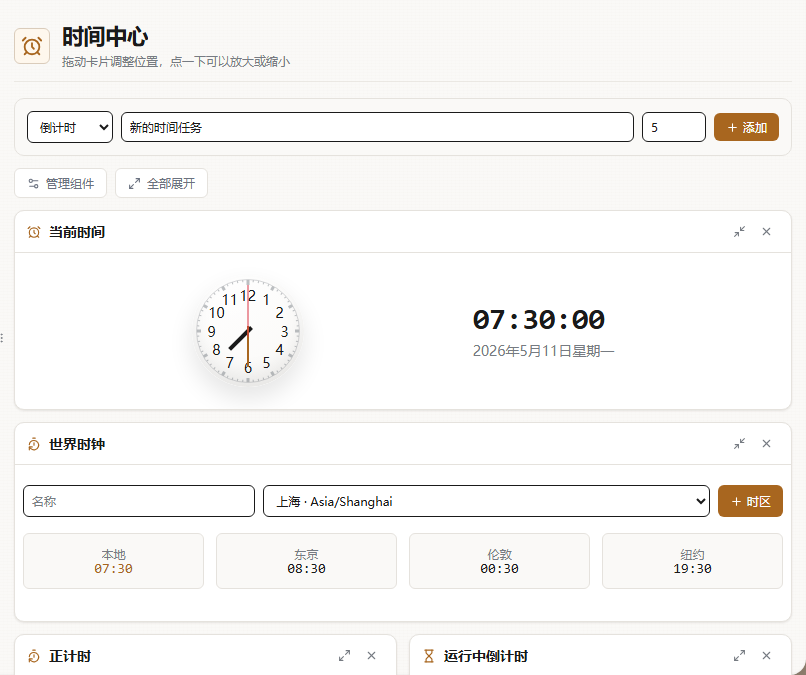 时间中心
拖动卡片调整位置，点一下可以放大或缩小
倒计时
新的时间任务
5
+ 添加
管理组件
全部展开
当前时间
12
1
2
3
4
5
6
7
8
9
10
11
07:30:00
2026年5月11日星期一
世界时钟
名称
上海 · Asia/Shanghai
+ 时区
本地
07:30
东京
08:30
伦敦
00:30
纽约
19:30
正计时
运行中倒计时